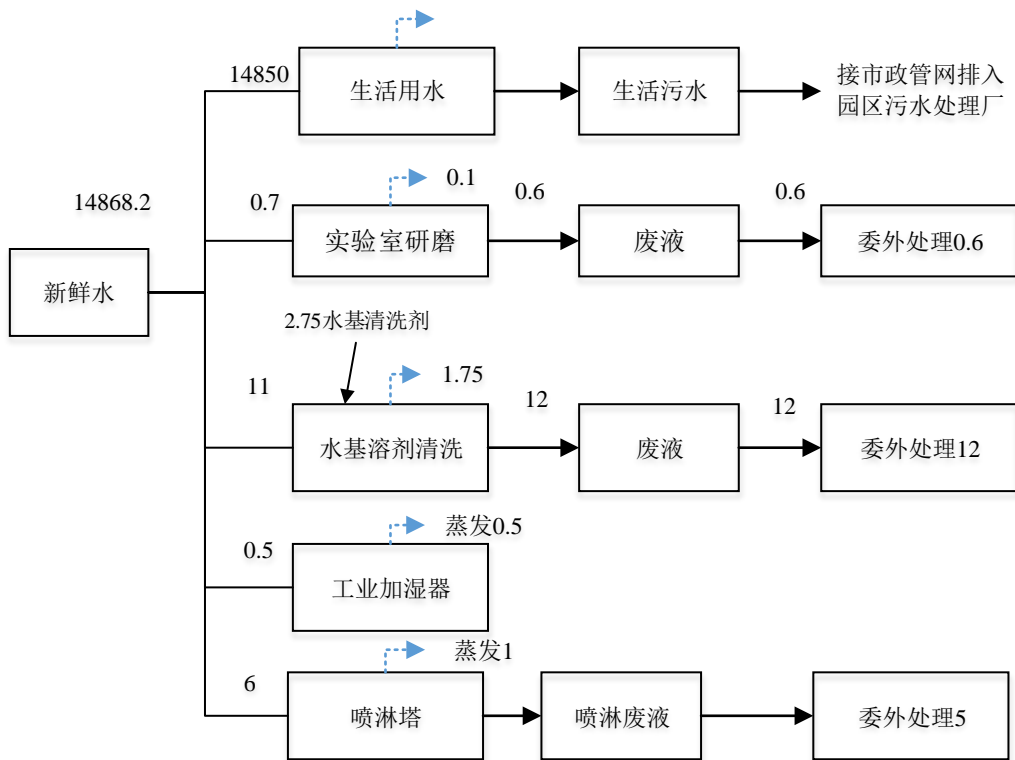 14850
生活用水
生活污水
接市政管网排入
园区污水处理厂
14868.2
0.7
0.1
0.6
0.6
实验室研磨
废液
委外处理0.6
新鲜水
2.75水基清洗剂
11
1.75
12
12
水基溶剂清洗
废液
委外处理12
蒸发0.5
0.5
工业加湿器
蒸发1
6
喷淋塔
喷淋废液
委外处理5